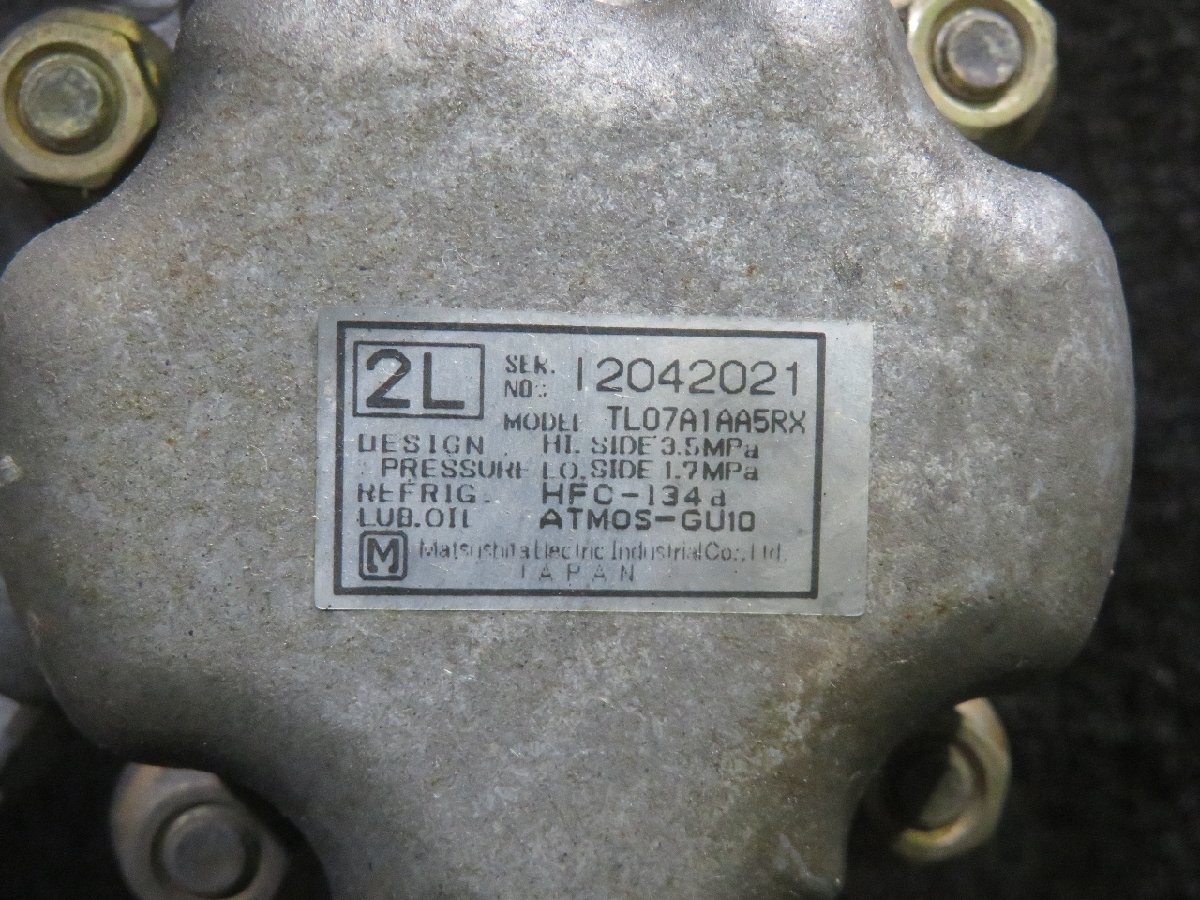 2L
SER. NO: 12042021
MODEL TL07A1AA5RX
DESIGN HI. SIDE 3.5MPa
PRESSURE LO. SIDE 1.7MPa
REFRIG. HFC-134a
LUB.OIL ATMOS-GU10
M Matsushita Electric Industrial Co., Ltd.
JAPAN